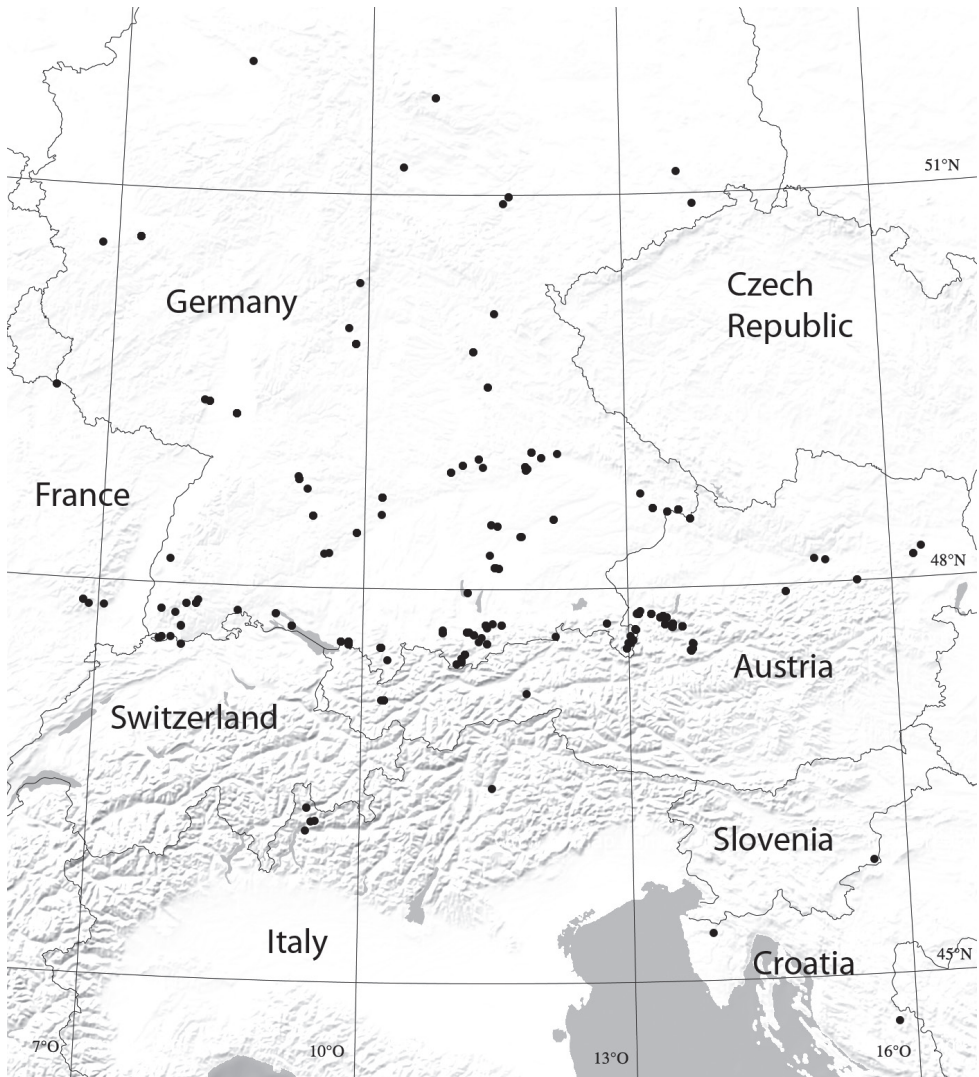 51°N
Germany
Czech
Republic
France
48°N
Austria
Switzerland
Slovenia
Italy
Croatia
45°N
7°O
10°O
13°O
16°O